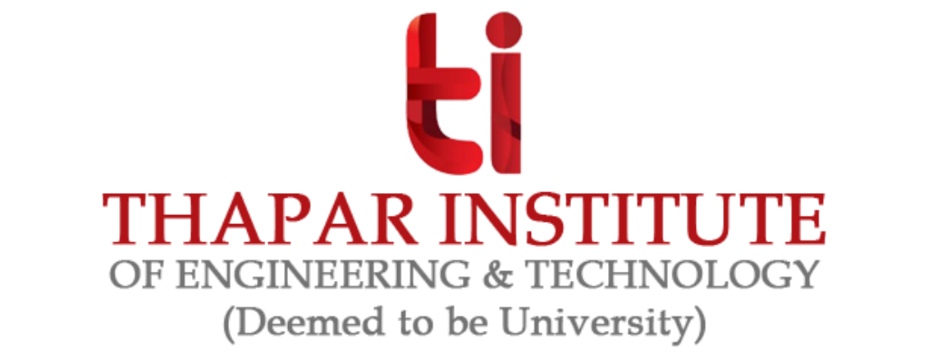 ti
THAPAR INSTITUTE
OF ENGINEERING & TECHNOLOGY
(Deemed to be University)